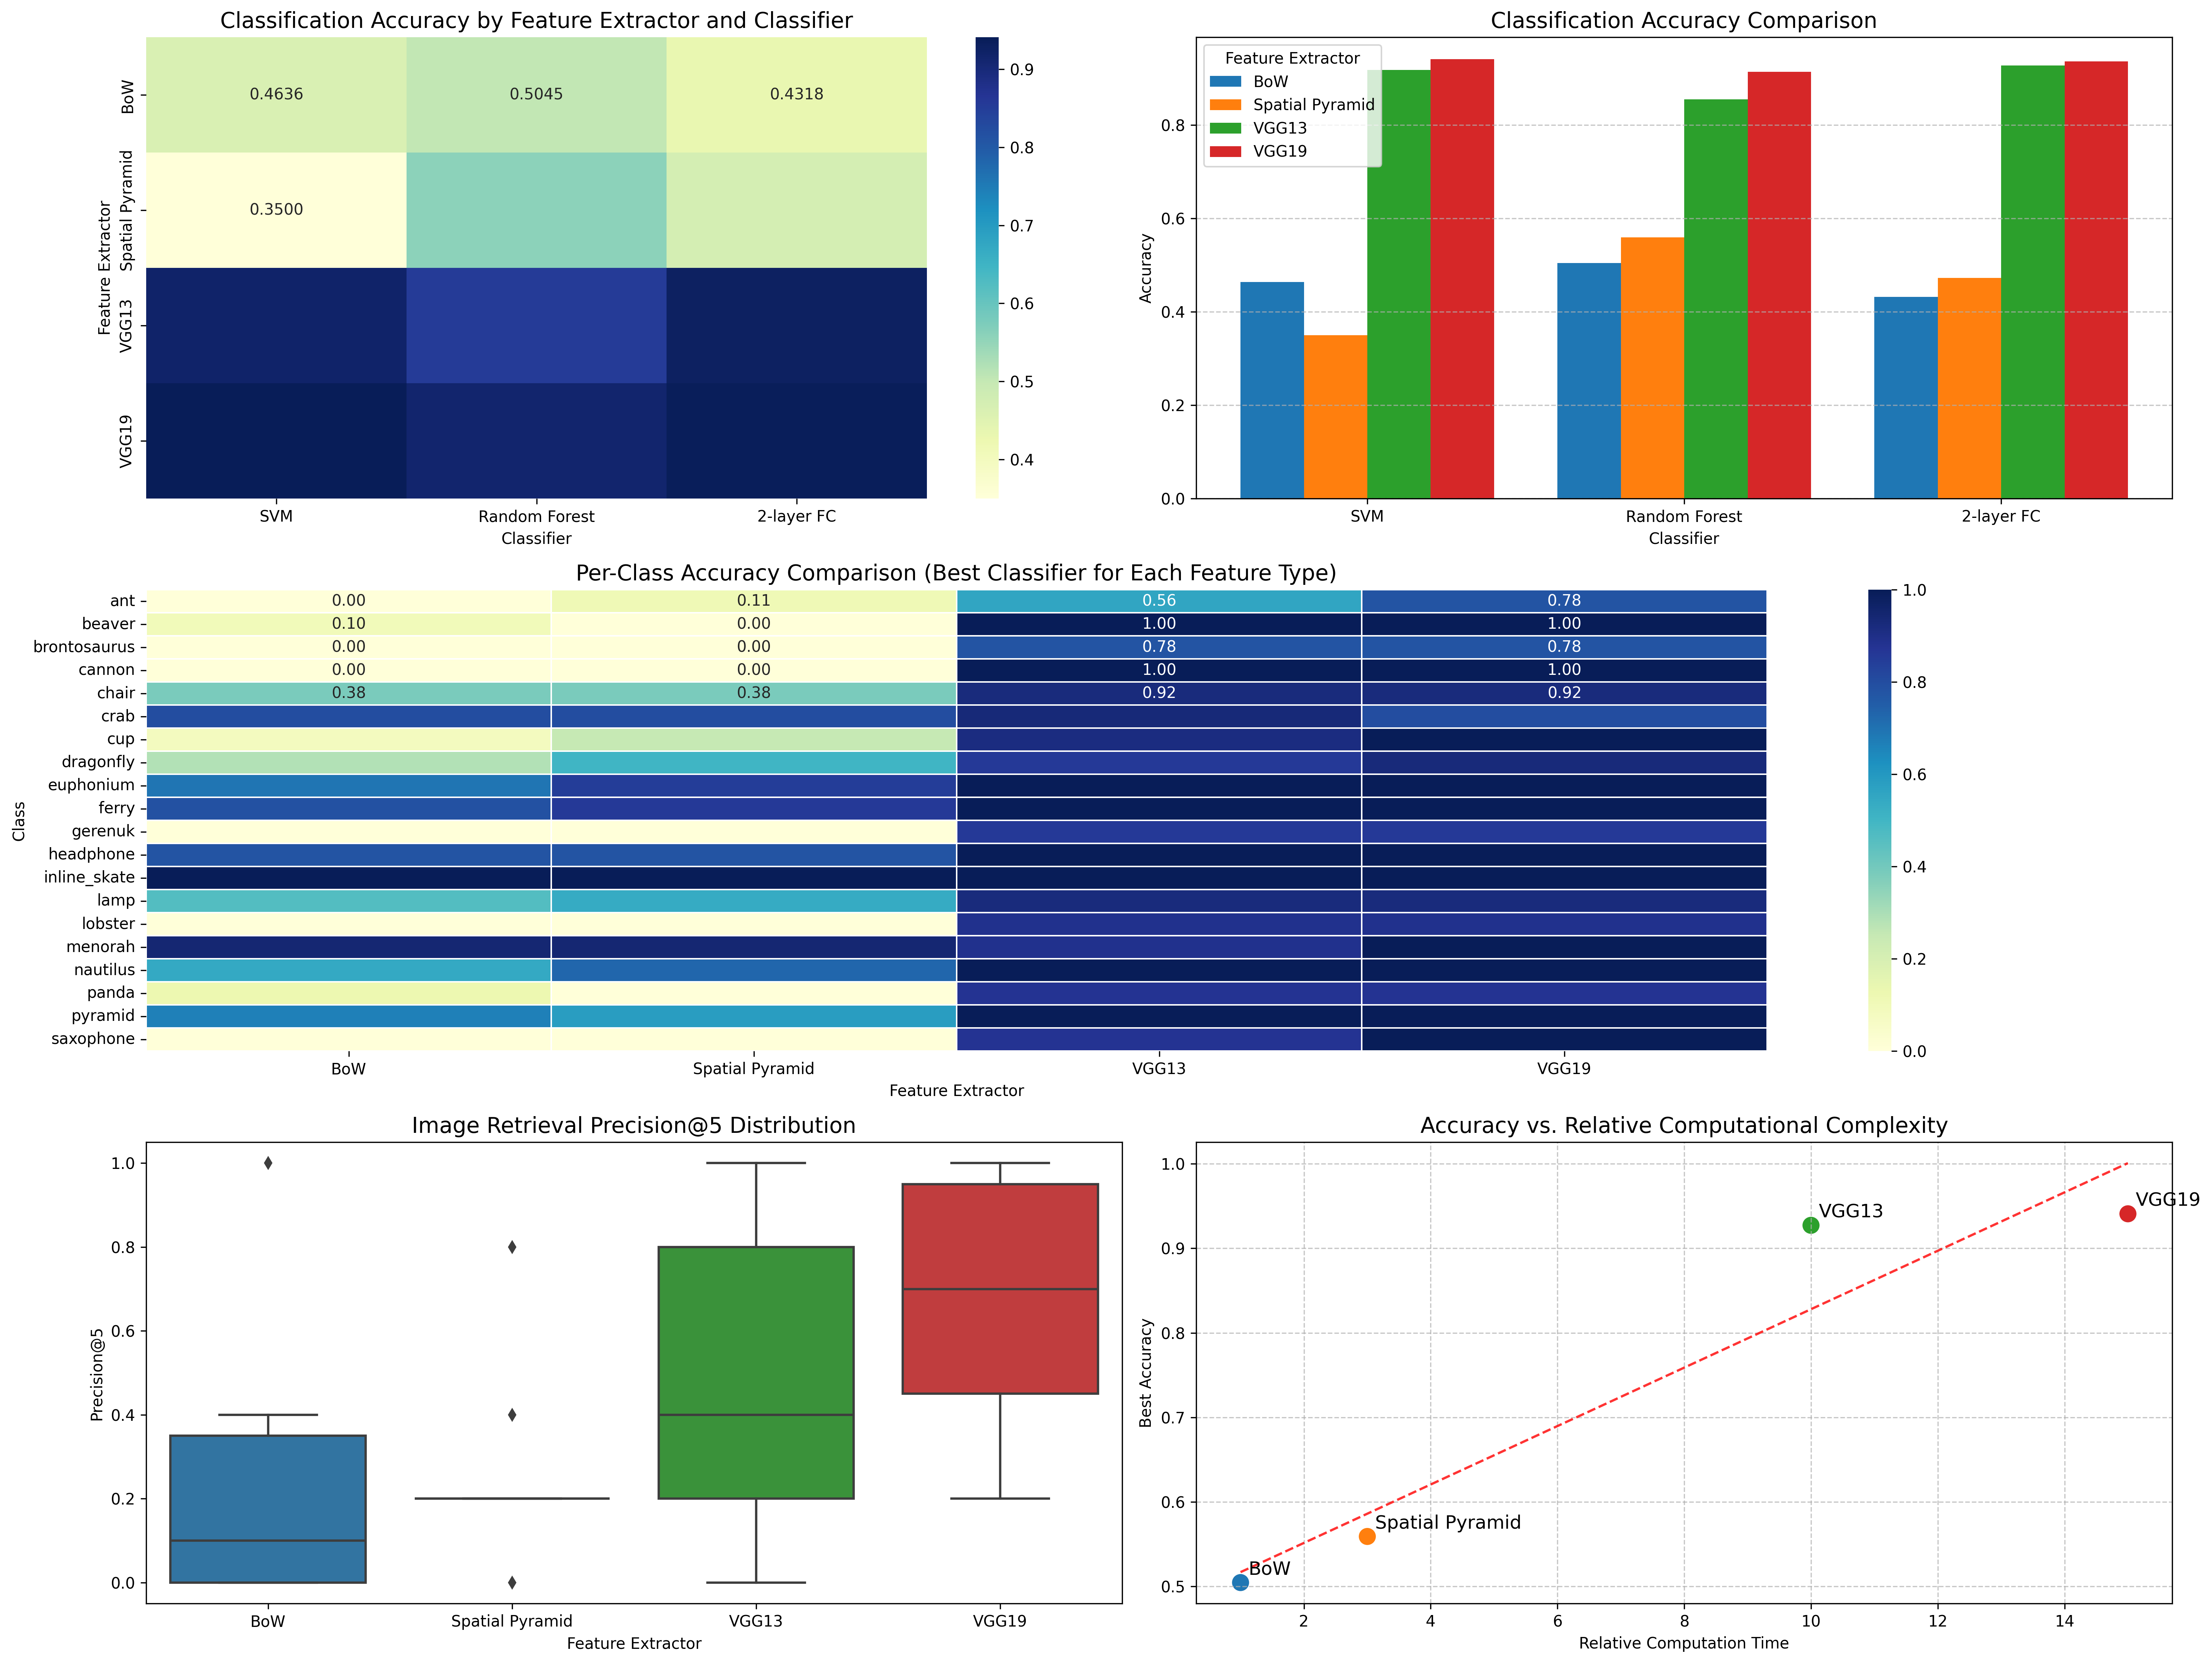 Classification Accuracy by Feature Extractor and Classifier
Feature Extractor
BoW
0.4636 0.5045 0.4318
Spatial Pyramid
0.3500
VGG13
VGG19
SVM Random Forest 2-layer FC
Classifier
0.9
0.8
0.7
0.6
0.5
0.4
Classification Accuracy Comparison
Feature Extractor
BoW
Spatial Pyramid
VGG13
VGG19
Accuracy
0.8
0.6
0.4
0.2
0.0
SVM Random Forest 2-layer FC
Classifier
Per-Class Accuracy Comparison (Best Classifier for Each Feature Type)
Class
ant 0.00 0.11 0.56 0.78
beaver 0.10 0.00 1.00 1.00
brontosaurus 0.00 0.00 0.78 0.78
cannon 0.00 0.00 1.00 1.00
chair 0.38 0.38 0.92 0.92
crab
cup
dragonfly
euphonium
ferry
gerenuk
headphone
inline_skate
lamp
lobster
menorah
nautilus
panda
pyramid
saxophone
BoW Spatial Pyramid VGG13 VGG19
Feature Extractor
1.0
0.8
0.6
0.4
0.2
0.0
Image Retrieval Precision@5 Distribution
Precision@5
1.0
0.8
0.6
0.4
0.2
0.0
BoW Spatial Pyramid VGG13 VGG19
Feature Extractor
Accuracy vs. Relative Computational Complexity
Best Accuracy
1.0
0.9
0.8
0.7
0.6
0.5
VGG19
VGG13
Spatial Pyramid
BoW
2 4 6 8 10 12 14
Relative Computation Time